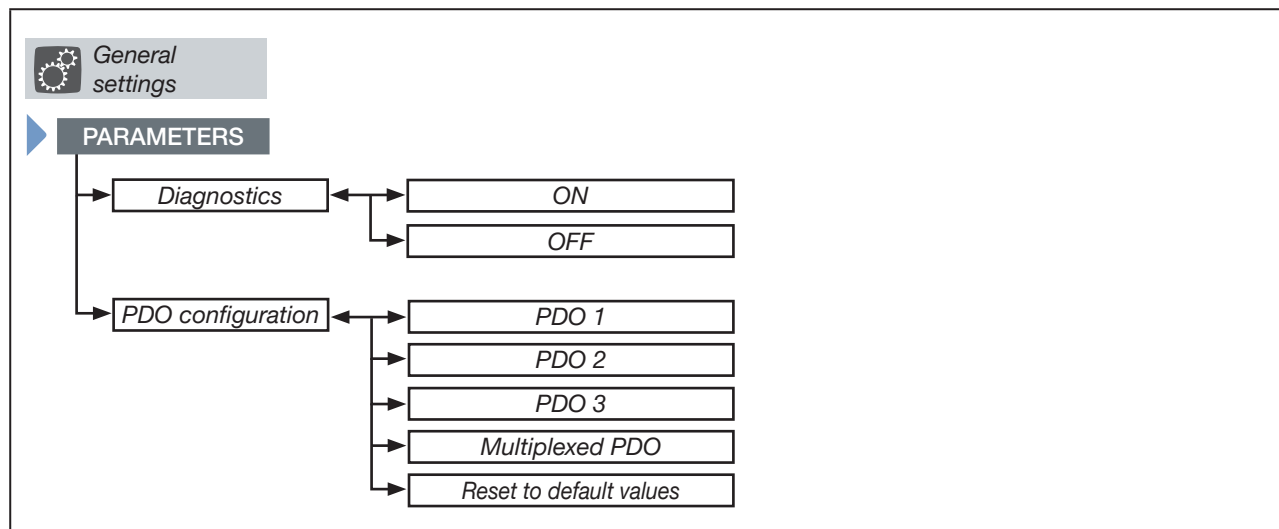 General
settings
PARAMETERS
Diagnostics
ON
OFF
PDO configuration
PDO 1
PDO 2
PDO 3
Multiplexed PDO
Reset to default values